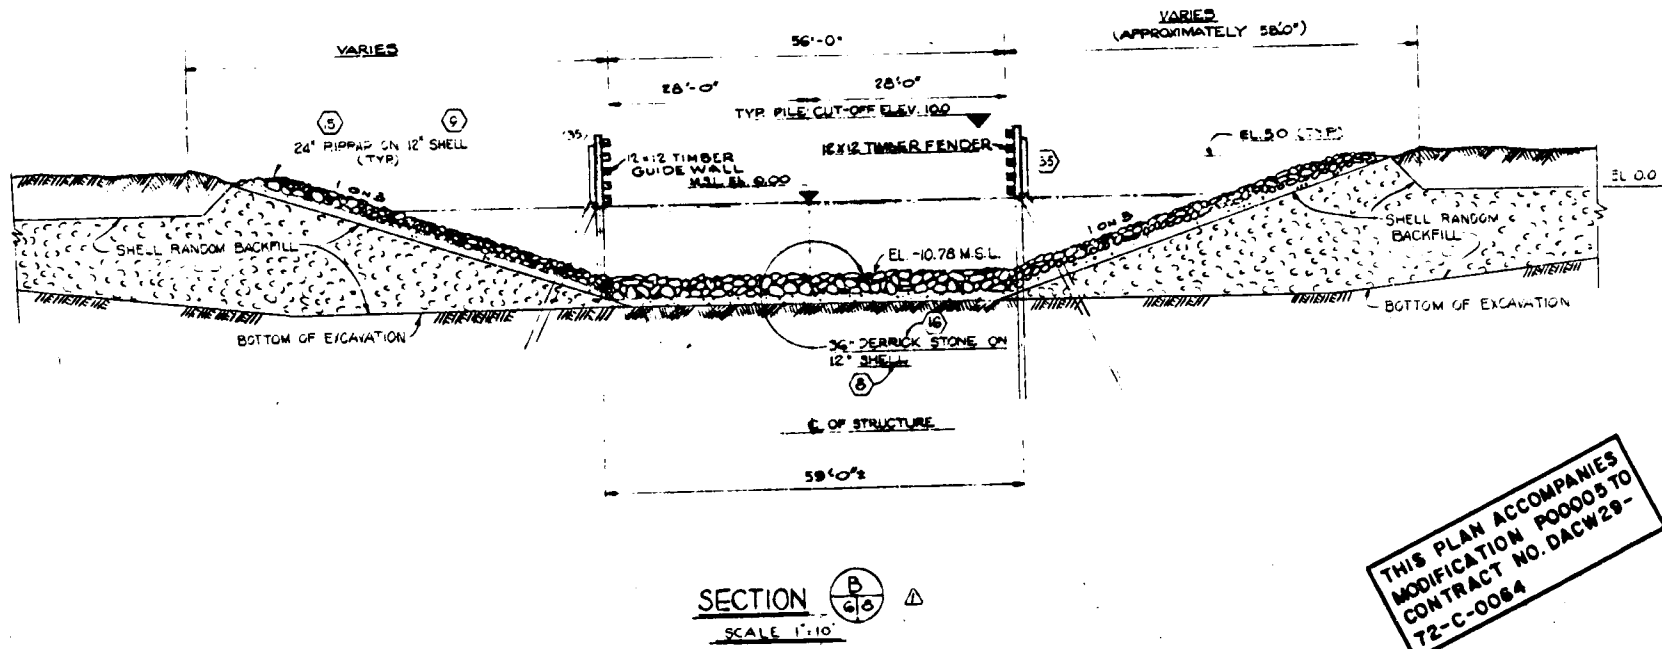 VARIES
56'-0"
VARIES
(APPROXIMATELY 58'0")
28'-0"
28'0"
TYP. PILE CUT-OFF ELEV. 10.0
15
9
24" RIPRAP ON 12" SHELL
(TYP.)
35
12x12 TIMBER
GUIDE WALL
M.S.L. EL. 0.00
12x12 TIMBER FENDER
35
EL. 5.0 (TYP.)
EL 0.0
1 ON 3
1 ON 3
SHELL RANDOM BACKFILL
SHELL RANDOM
BACKFILL
EL. -10.78 M.S.L.
BOTTOM OF EXCAVATION
BOTTOM OF EXCAVATION
16
36" DERRICK STONE ON
12" SHELL
8
℄ OF STRUCTURE
59'-0"±
SECTION
B
6 8
1
SCALE 1"=10'
THIS PLAN ACCOMPANIES
MODIFICATION P00005 TO
CONTRACT NO. DACW29-
72-C-0064